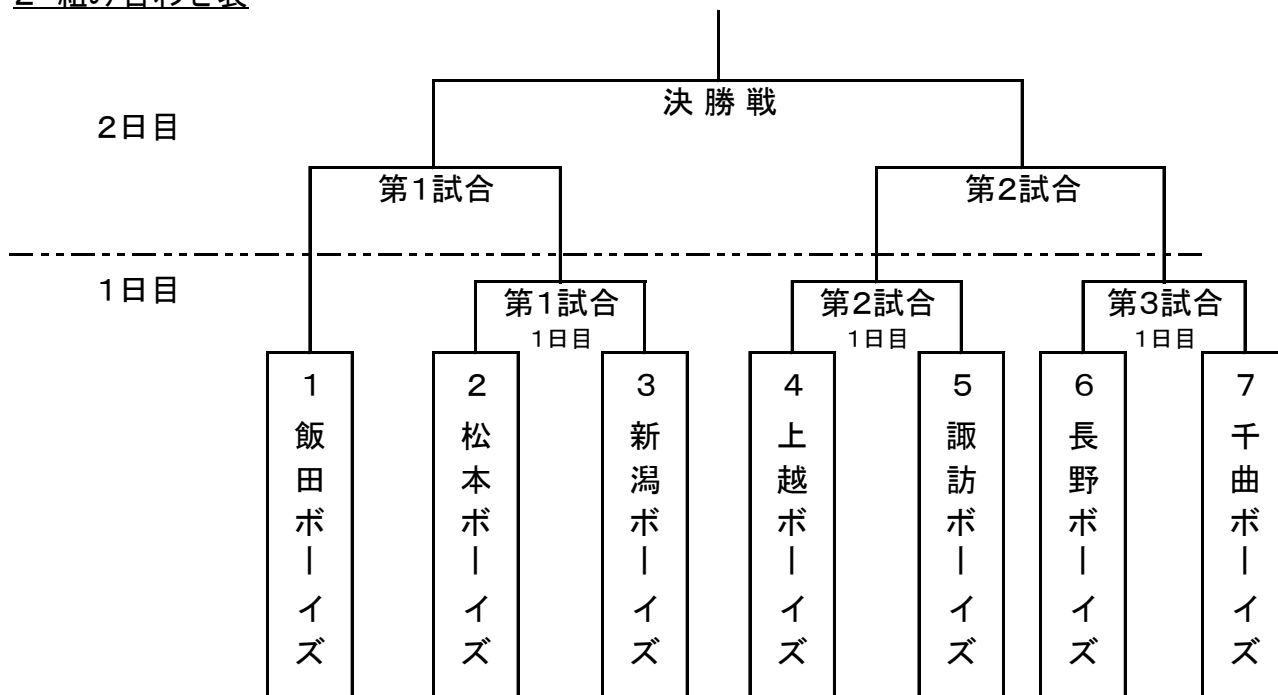 2 組み合わせ表
決勝戦
2日目
第1試合
第2試合
1日目
第1試合
第2試合
第3試合
1日目
1日目
1日目
1
2
3
4
5
6
7
飯田ボーイズ
松本ボーイズ
新潟ボーイズ
上越ボーイズ
諏訪ボーイズ
長野ボーイズ
千曲ボーイズ